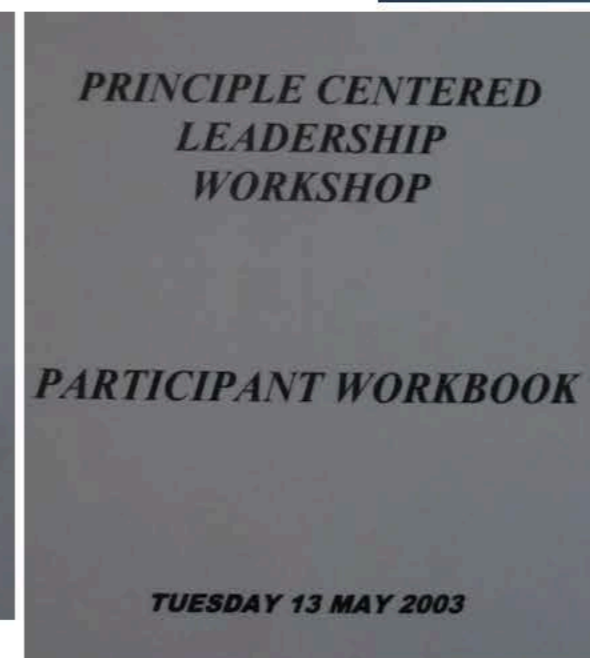 PRINCIPLE CENTERED
LEADERSHIP
WORKSHOP
PARTICIPANT WORKBOOK
TUESDAY 13 MAY 2003